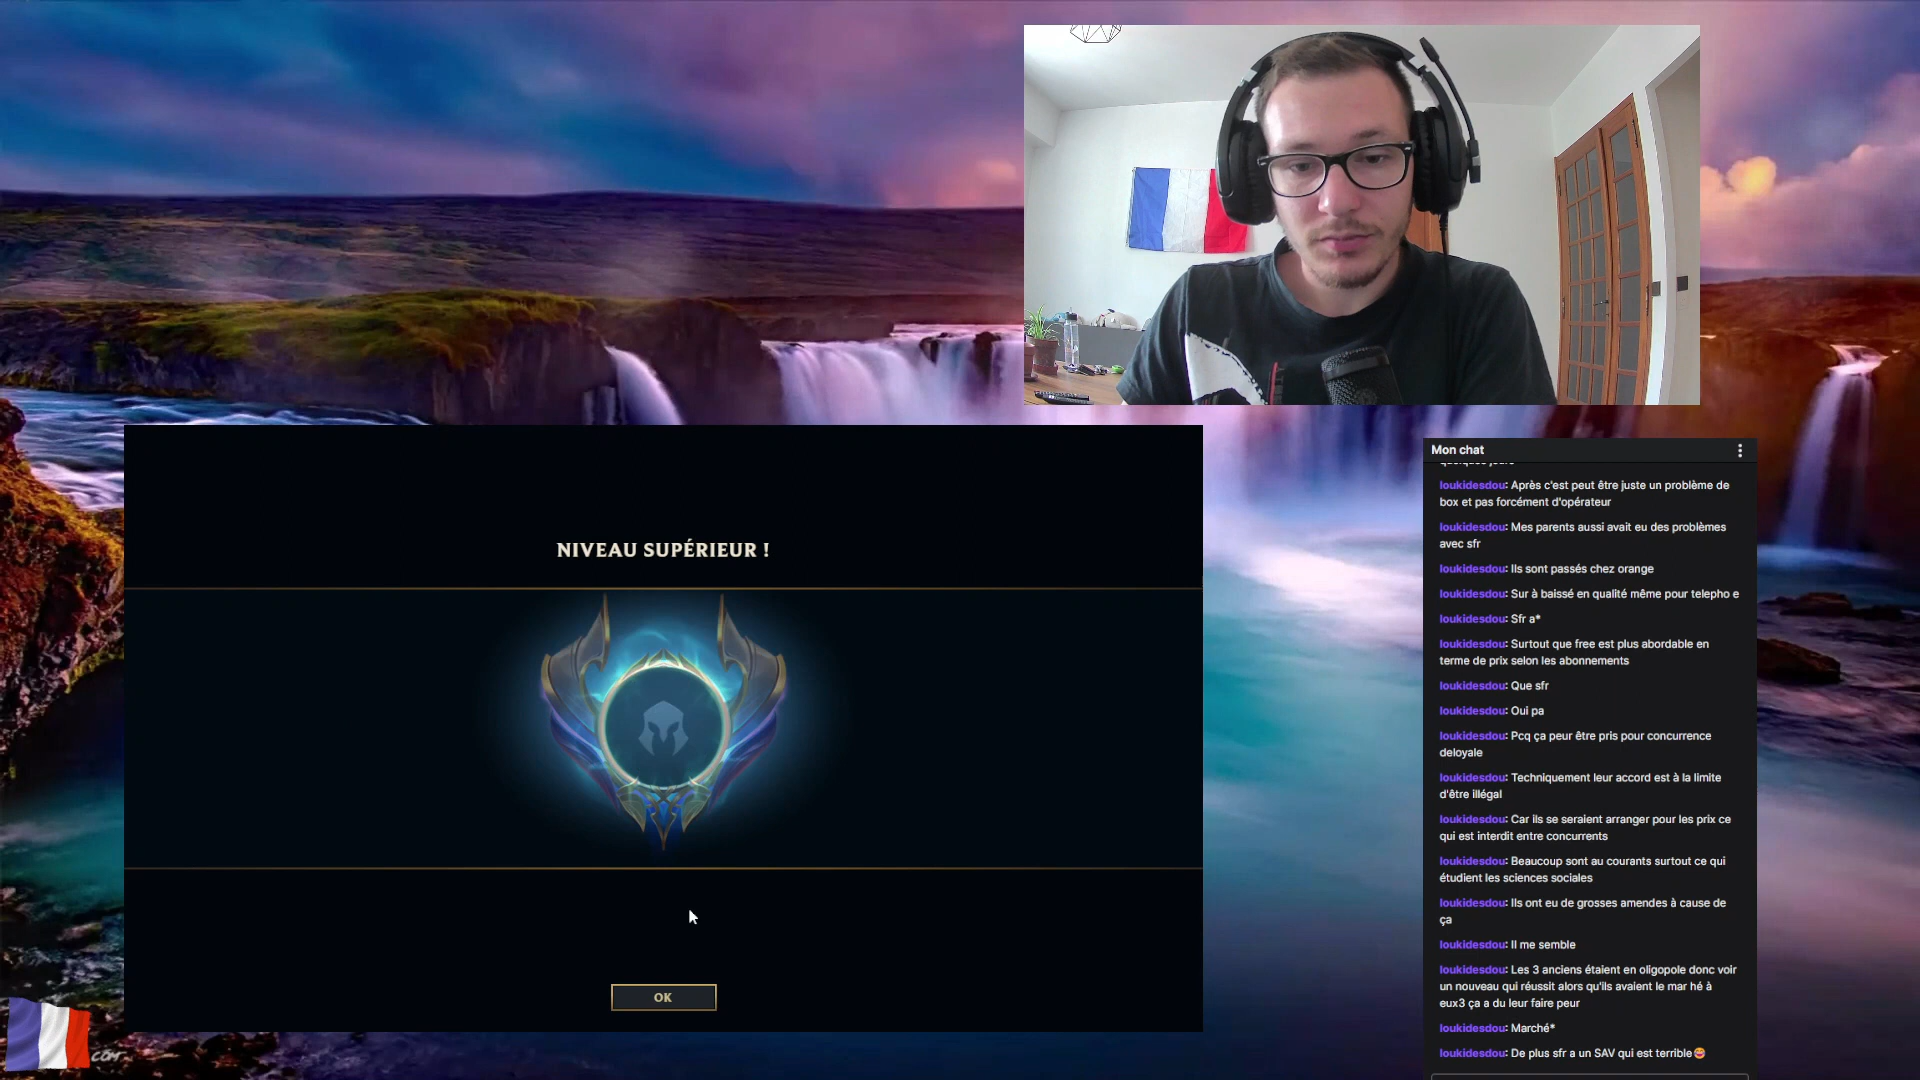 Mon chat
loukidesdou: Après c'est peut être juste un problème de
box et pas forcément d'opérateur
loukidesdou: Mes parents aussi avait eu des problèmes
avec sfr
loukidesdou: Ils sont passés chez orange
loukidesdou: Sur à baissé en qualité même pour telepho e
loukidesdou: Sfr a*
loukidesdou: Surtout que free est plus abordable en
terme de prix selon les abonnements
loukidesdou: Que sfr
loukidesdou: Oui pa
loukidesdou: Pcq ça peur être pris pour concurrence
deloyale
loukidesdou: Techniquement leur accord est à la limite
d'être illégal
loukidesdou: Car ils se seraient arranger pour les prix ce
qui est interdit entre concurrents
loukidesdou: Beaucoup sont au courants surtout ce qui
étudient les sciences sociales
loukidesdou: Ils ont eu de grosses amendes à cause de
ça
loukidesdou: Il me semble
loukidesdou: Les 3 anciens étaient en oligopole donc voir
un nouveau qui réussit alors qu'ils avaient le mar hé à
eux3 ça a du leur faire peur
loukidesdou: Marché*
loukidesdou: De plus sfr a un SAV qui est terrible🤩
NIVEAU SUPÉRIEUR !
OK
.COM